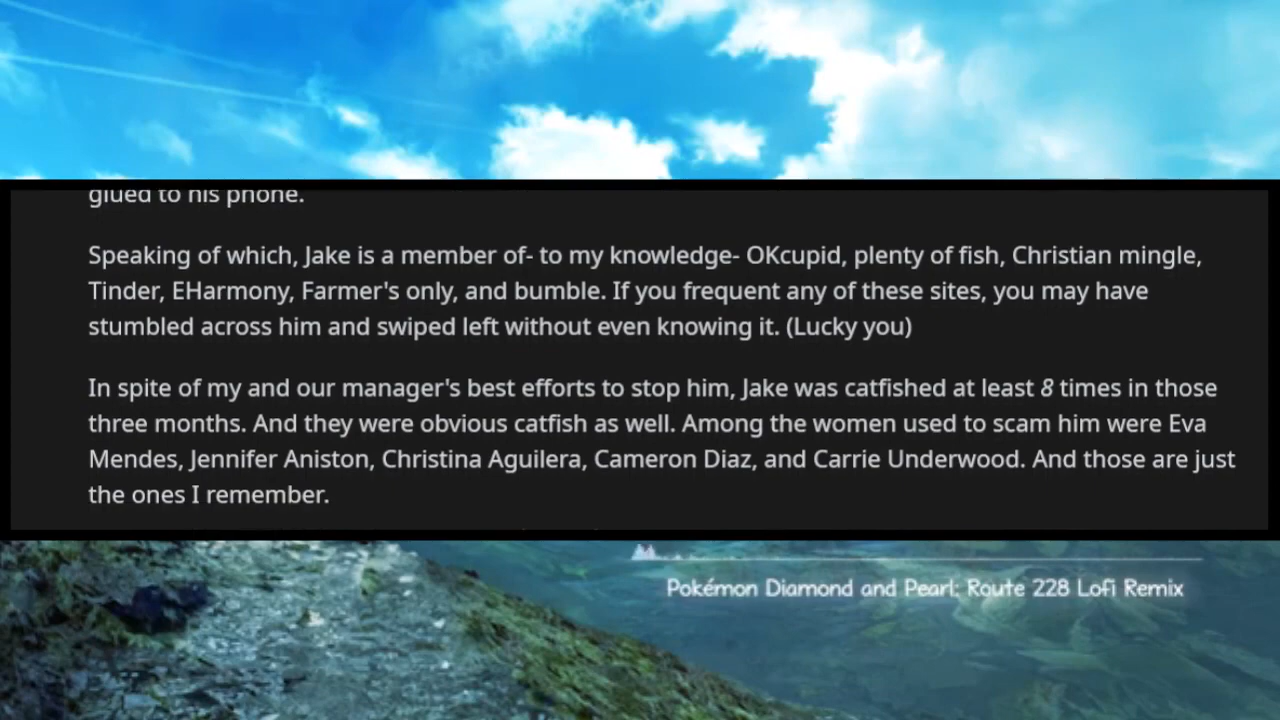 glued to his phone.
Speaking of which, Jake is a member of- to my knowledge- OKcupid, plenty of fish, Christian mingle,
Tinder, EHarmony, Farmer's only, and bumble. If you frequent any of these sites, you may have
stumbled across him and swiped left without even knowing it. (Lucky you)
In spite of my and our manager's best efforts to stop him, Jake was catfished at least 8 times in those
three months. And they were obvious catfish as well. Among the women used to scam him were Eva
Mendes, Jennifer Aniston, Christina Aguilera, Cameron Diaz, and Carrie Underwood. And those are just
the ones I remember.
Pokémon Diamond and Pearl: Route 228 Lofi Remix